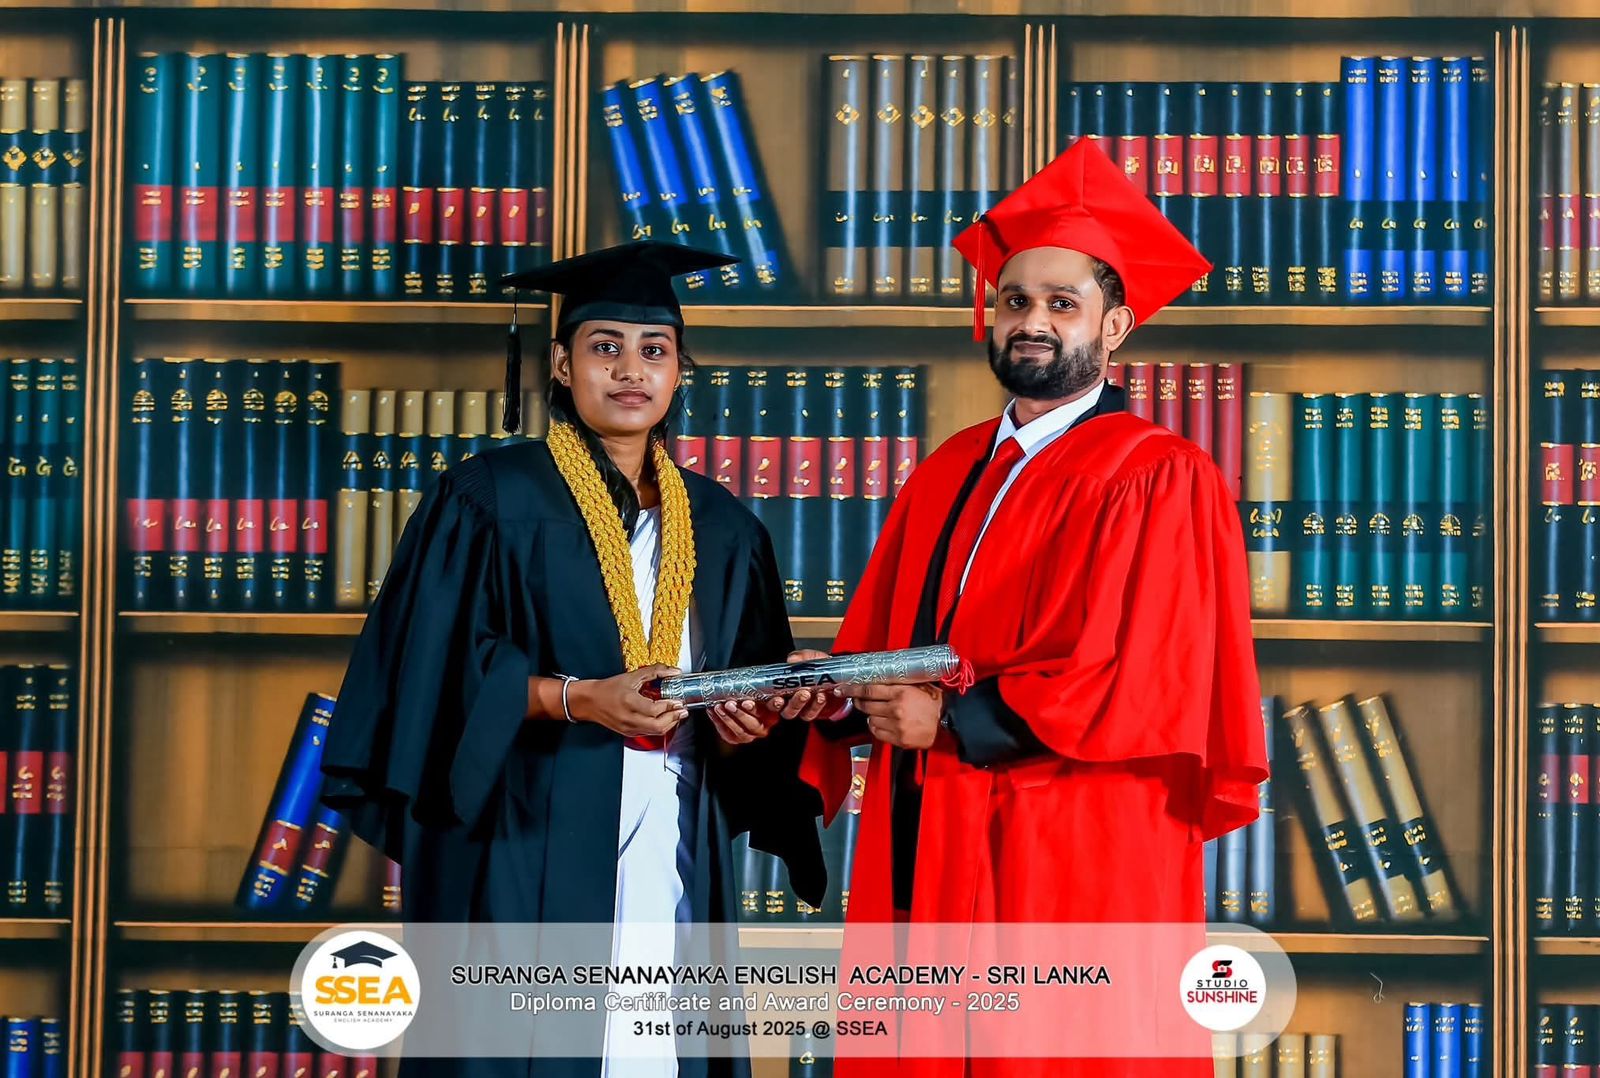 SSEA
SSEA
SURANGA SENANAYAKA
ENGLISH ACADEMY
SURANGA SENANAYAKA ENGLISH ACADEMY - SRI LANKA
Diploma Certificate and Award Ceremony - 2025
31st of August 2025 @ SSEA
STUDIO
SUNSHINE